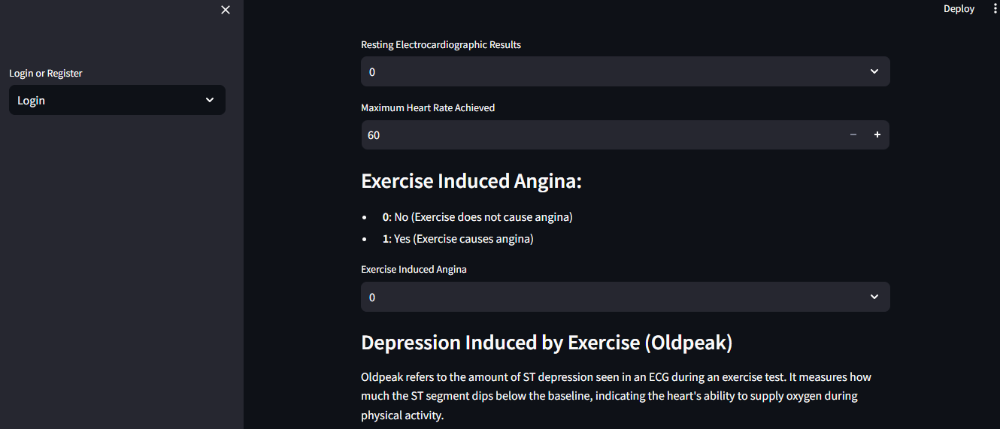 Deploy
Login or Register
Login
Resting Electrocardiographic Results
0
Maximum Heart Rate Achieved
60
Exercise Induced Angina:
0: No (Exercise does not cause angina)
1: Yes (Exercise causes angina)
Exercise Induced Angina
0
Depression Induced by Exercise (Oldpeak)
Oldpeak refers to the amount of ST depression seen in an ECG during an exercise test. It measures how
much the ST segment dips below the baseline, indicating the heart's ability to supply oxygen during
physical activity.